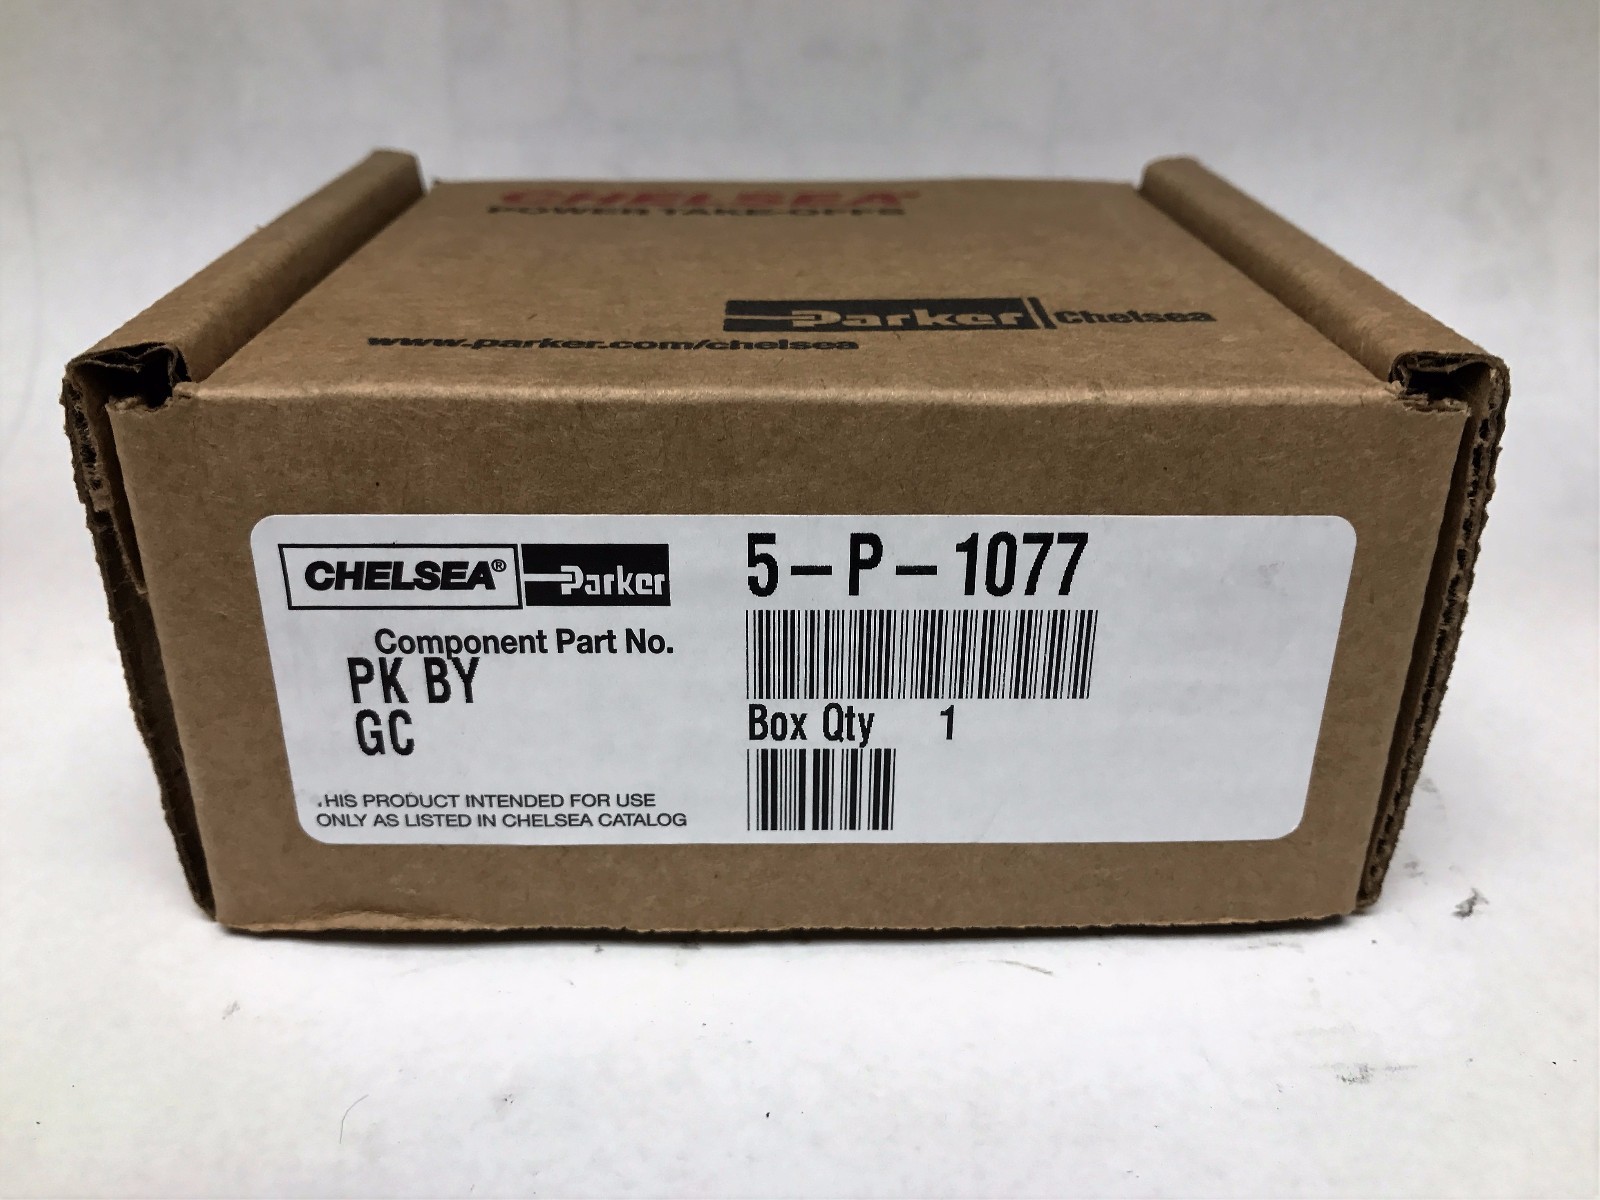 CHELSEA®
POWER TAKE-OFFS
Parker Chelsea
www.parker.com/chelsea
CHELSEA® Parker
5-P-1077
Component Part No.
PK BY
GC
Box Qty 1
.HIS PRODUCT INTENDED FOR USE
ONLY AS LISTED IN CHELSEA CATALOG